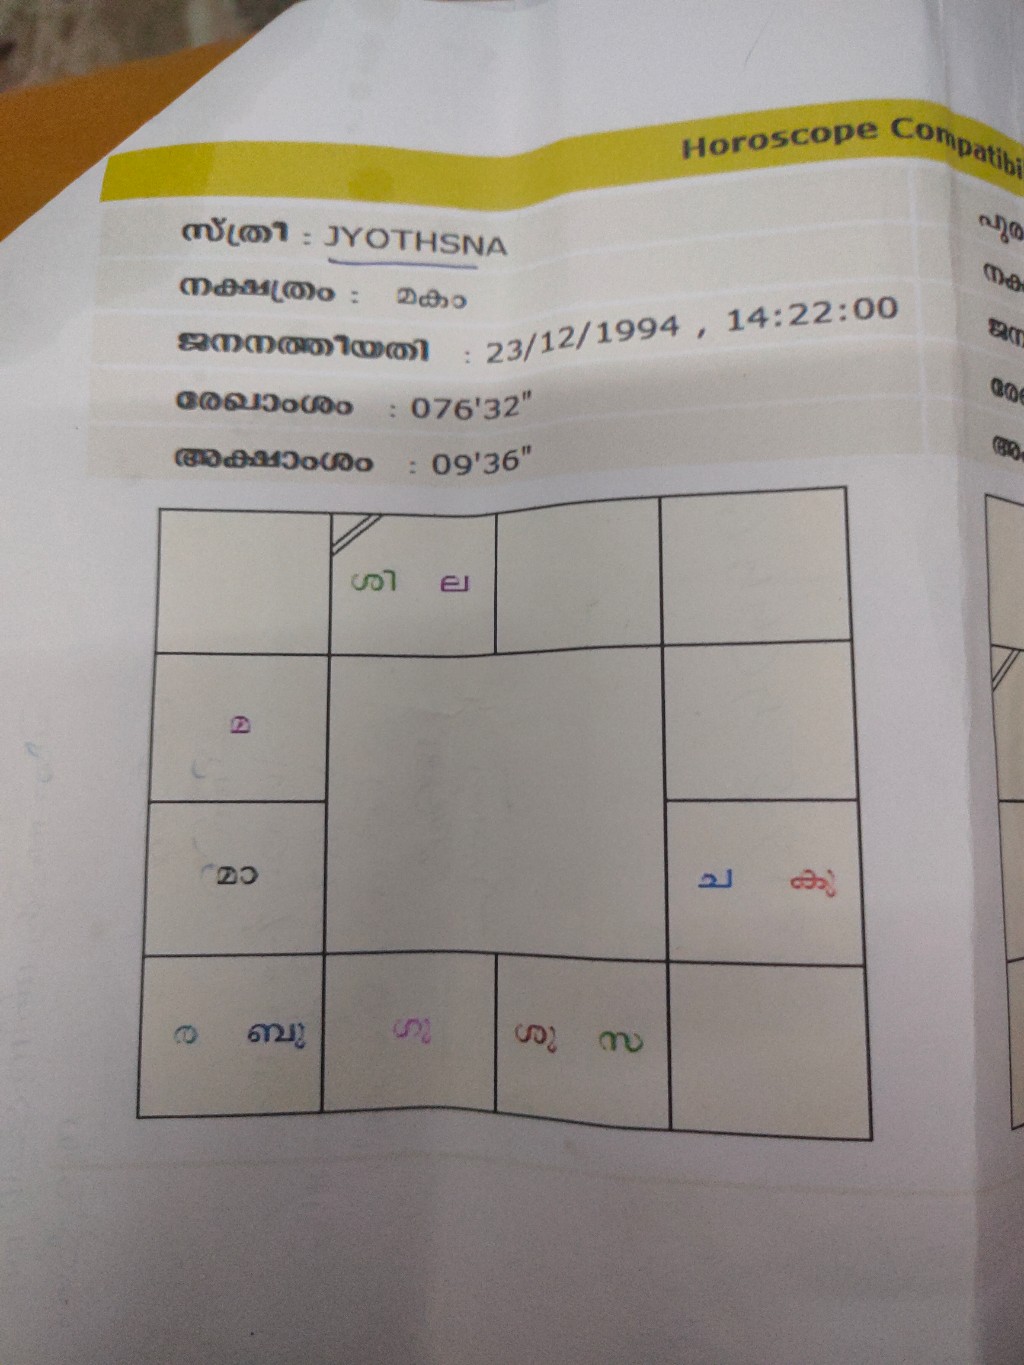 Horoscope Compatibi
സ്ത്രീ : JYOTHSNA
നക്ഷത്രം : മകാ
ജനനത്തീയതി : 23/12/1994 , 14:22:00
രേഖാംശം : 076'32"
അക്ഷാംശം : 09'36"
പുര
നക്ഷ
ജന
രേഖ
അ
ശി ല
മ
മാ
ച കു
ര ബു ഗു ശു സ